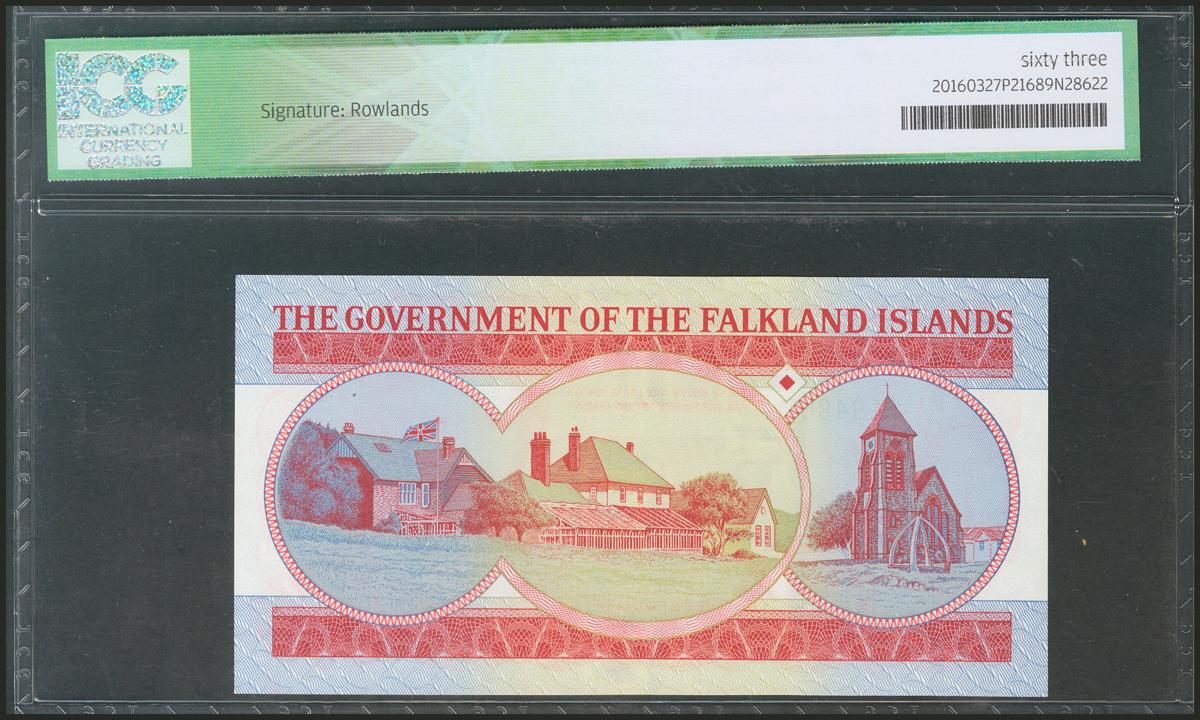 ICG
INTERNATIONAL
CURRENCY
GRADING
Signature: Rowlands
sixty three
20160327P21689N28622
THE GOVERNMENT OF THE FALKLAND ISLANDS